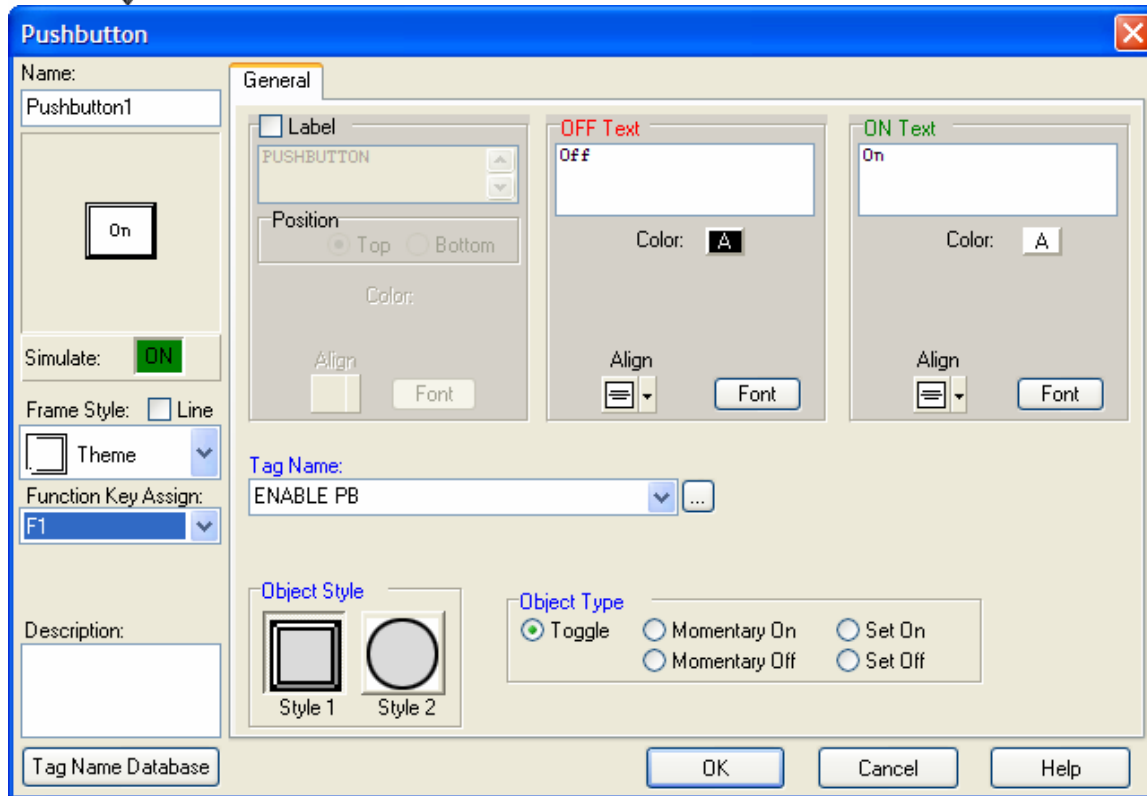 Pushbutton
Name:
Pushbutton1
On
Simulate: ON
Frame Style: Line
Theme
Function Key Assign:
F1
Description:
Tag Name Database
General
Label
PUSHBUTTON
Position
Top Bottom
Color:
Align
Font
OFF Text
Off
Color: A
Align
Font
ON Text
On
Color: A
Align
Font
Tag Name:
ENABLE PB
...
Object Style
Style 1 Style 2
Object Type
Toggle Momentary On Set On
Momentary Off Set Off
OK Cancel Help